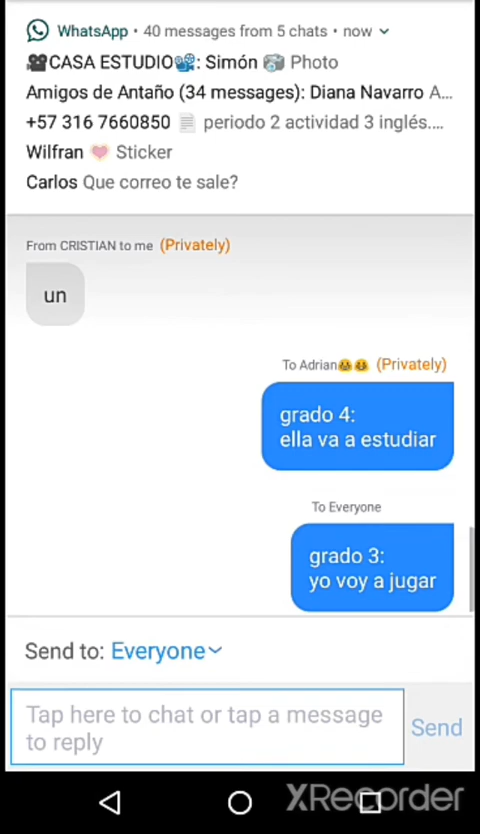 WhatsApp • 40 messages from 5 chats • now
🎥CASA ESTUDIO📽: Simón 📷 Photo
Amigos de Antaño (34 messages): Diana Navarro A...
+57 316 7660850 📄 periodo 2 actividad 3 inglés....
Wilfran 💟 Sticker
Carlos Que correo te sale?
From CRISTIAN to me (Privately)
un
To Adrian😂😂 (Privately)
grado 4:
ella va a estudiar
To Everyone
grado 3:
yo voy a jugar
Send to: Everyone
Tap here to chat or tap a message
to reply
Send
XRecorder